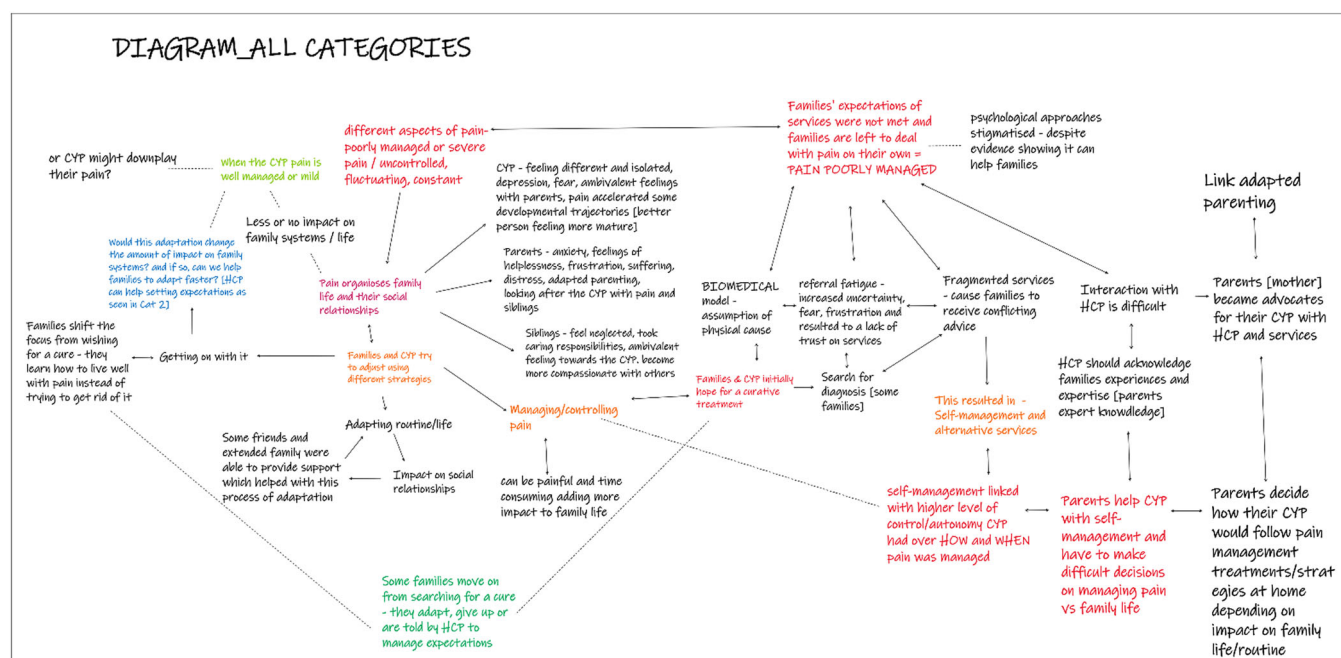 DIAGRAM_ALL CATEGORIES
or CYP might downplay
their pain?
When the CYP pain is
well managed or mild
different aspects of pain-
poorly managed or severe
pain / uncontrolled,
fluctuating, constant
Families' expectations of
services were not met and
families are left to deal
with pain on their own =
PAIN POORLY MANAGED
psychological approaches
stigmatised - despite
evidence showing it can
help families
Link adapted
parenting
Less or no impact on
family systems / life
CYP - feeling different and isolated,
depression, fear, ambivalent feelings
with parents, pain accelerated some
developmental trajectories [better
person feeling more mature]
Would this adaptation change
the amount of impact on family
systems? and if so, can we help
families to adapt faster? [HCP
can help setting expectations as
seen in Cat 2.]
Pain organioses family
life and their social
relationships
Parents - anxiety, feelings of
helplessness, frustration, suffering,
distress, adapted parenting,
looking after the CYP with pain and
siblings
BIOMEDICAL
model -
assumption of
physical cause
referral fatigue -
increased uncertainty,
fear, frustration and
resulted to a lack of
trust on services
Fragmented services
- cause families to
receive conflicting
advice
Interaction with
HCP is difficult
Parents [mother]
became advocates
for their CYP with
HCP and services
Families shift the
focus from wishing
for a cure - they
learn how to live well
with pain instead of
trying to get rid of it
Getting on with it
Families and CYP try
to adjust using
different strategies
Siblings - feel neglected, took
caring responsibilities, ambivalent
feeling towards the CYP. become
more compassionate with others
Families & CYP initially
hope for a curative
treatment
Search for
diagnosis [some
families]
HCP should acknowledge
families experiences and
expertise [parents
expert knowldedge]
Managing/controlling
pain
This resulted in -
Self-management and
alternative services
Adapting routine/life
Some friends and
extended family were
able to provide support
which helped with this
process of adaptation
Impact on social
relationships
can be painful and time
consuming adding more
impact to family life
self-management linked
with higher level of
control/autonomy CYP
had over HOW and WHEN
pain was managed
Parents help CYP
with self-
management and
have to make
difficult decisions
on managing pain
vs family life
Parents decide
how their CYP
would follow pain
management
treatments/strat
egies at home
depending on
impact on family
life/routine
Some families move on
from searching for a cure
- they adapt, give up or
are told by HCP to
manage expectations